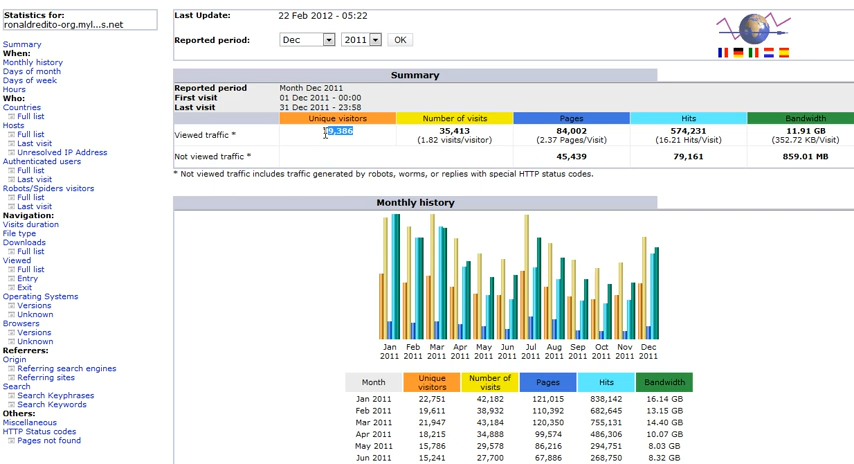 Statistics for:
ronaldredito-org.myl...s.net
Summary
When:
Monthly history
Days of month
Days of week
Hours
Who:
Countries
Full list
Hosts
Full list
Last visit
Unresolved IP Address
Authenticated users
Full list
Last visit
Robots/Spiders visitors
Full list
Last visit
Navigation:
Visits duration
File type
Downloads
Full list
Viewed
Full list
Entry
Exit
Operating Systems
Versions
Unknown
Browsers
Versions
Unknown
Referrers:
Origin
Referring search engines
Referring sites
Search
Search Keyphrases
Search Keywords
Others:
Miscellaneous
HTTP Status codes
Pages not found
Last Update: 22 Feb 2012 - 05:22
Reported period: Dec 2011 OK
Summary
Reported period Month Dec 2011
First visit 01 Dec 2011 - 00:00
Last visit 31 Dec 2011 - 23:58
Unique visitors Number of visits Pages Hits Bandwidth
Viewed traffic * 19,386 35,413 84,002 574,231 11.91 GB
(1.82 visits/visitor) (2.37 Pages/Visit) (16.21 Hits/Visit) (352.72 KB/Visit)
Not viewed traffic * 45,439 79,161 859.01 MB
* Not viewed traffic includes traffic generated by robots, worms, or replies with special HTTP status codes.
Monthly history
Jan Feb Mar Apr May Jun Jul Aug Sep Oct Nov Dec
2011 2011 2011 2011 2011 2011 2011 2011 2011 2011 2011 2011
Month Unique visitors Number of visits Pages Hits Bandwidth
Jan 2011 22,751 42,182 121,015 838,142 16.14 GB
Feb 2011 19,611 38,932 110,392 682,645 13.15 GB
Mar 2011 21,947 43,184 120,350 755,114 14.40 GB
Apr 2011 18,215 34,888 99,574 486,306 10.07 GB
May 2011 15,786 29,578 86,216 294,751 8.03 GB
Jun 2011 15,241 27,700 67,886 268,750 8.32 GB